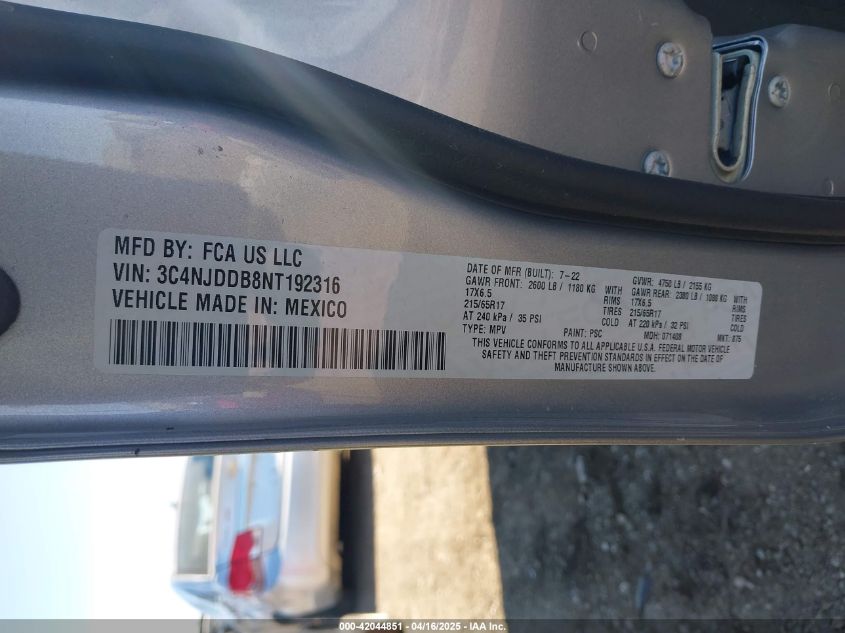 MFD BY: FCA US LLC
VIN: 3C4NJDDB8NT192316
VEHICLE MADE IN: MEXICO
DATE OF MFR (BUILT): 7-22 GVWR: 4750 LB / 2155 KG
GAWR FRONT: 2600 LB / 1180 KG WITH GAWR REAR: 2380 LB / 1080 KG WITH
17X6.5 RIMS 17X6.5 RIMS
215/65R17 TIRES 215/65R17 TIRES
AT 240 kPa / 35 PSI COLD AT 220 kPa / 32 PSI COLD
TYPE: MPV PAINT: PSC MDH: 071408 MKT: 875
THIS VEHICLE CONFORMS TO ALL APPLICABLE U.S.A. FEDERAL MOTOR VEHICLE
SAFETY AND THEFT PREVENTION STANDARDS IN EFFECT ON THE DATE OF
MANUFACTURE SHOWN ABOVE.
000-42044851 - 04/16/2025 - IAA Inc.